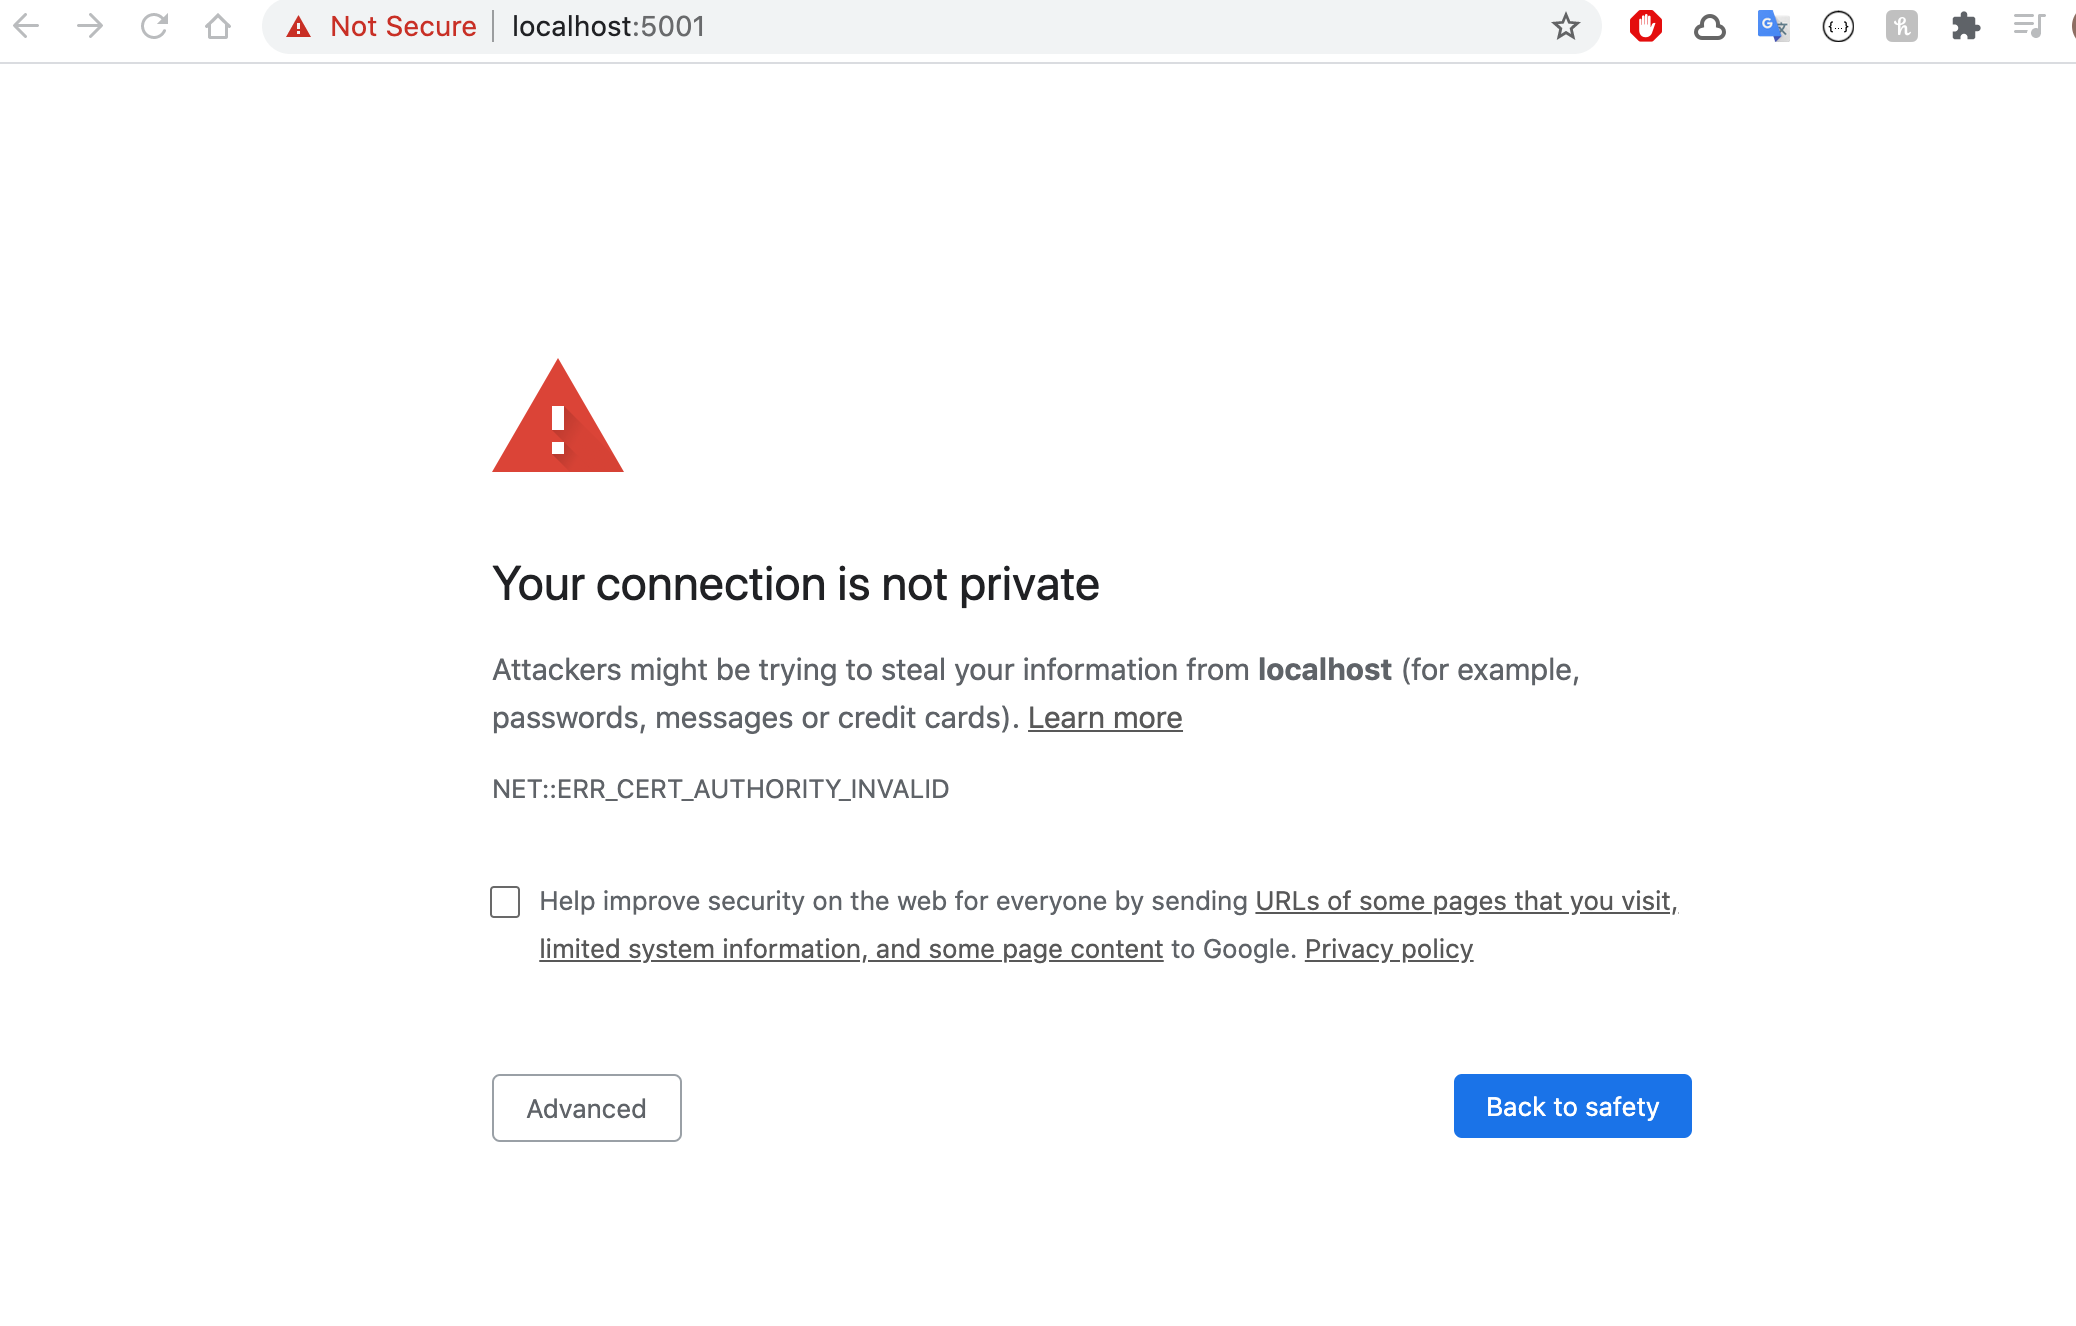 Not Secure | localhost:5001
Your connection is not private
Attackers might be trying to steal your information from localhost (for example,
passwords, messages or credit cards). Learn more
NET::ERR_CERT_AUTHORITY_INVALID
Help improve security on the web for everyone by sending URLs of some pages that you visit,
limited system information, and some page content to Google. Privacy policy
Advanced
Back to safety